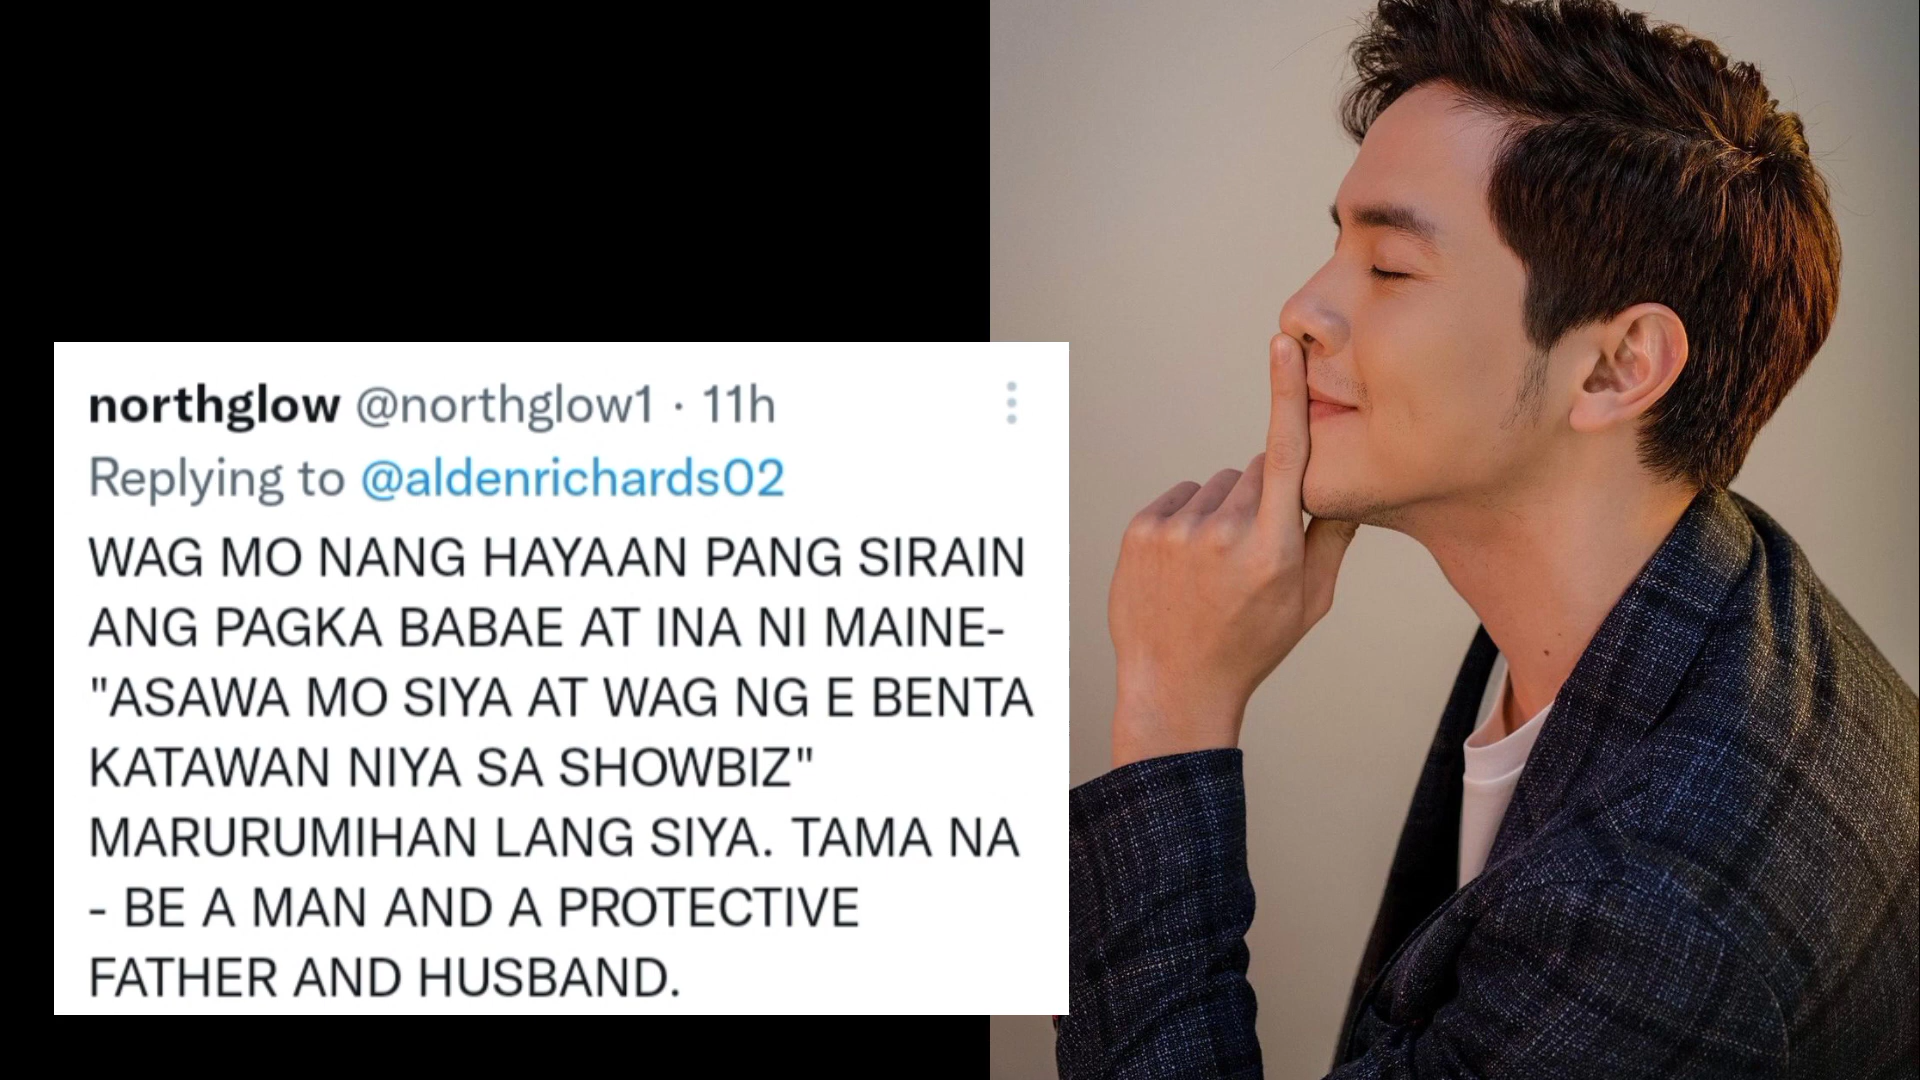 northglow @northglow1 · 11h
Replying to @aldenrichards02
WAG MO NANG HAYAAN PANG SIRAIN
ANG PAGKA BABAE AT INA NI MAINE-
"ASAWA MO SIYA AT WAG NG E BENTA
KATAWAN NIYA SA SHOWBIZ"
MARURUMIHAN LANG SIYA. TAMA NA
- BE A MAN AND A PROTECTIVE
FATHER AND HUSBAND.